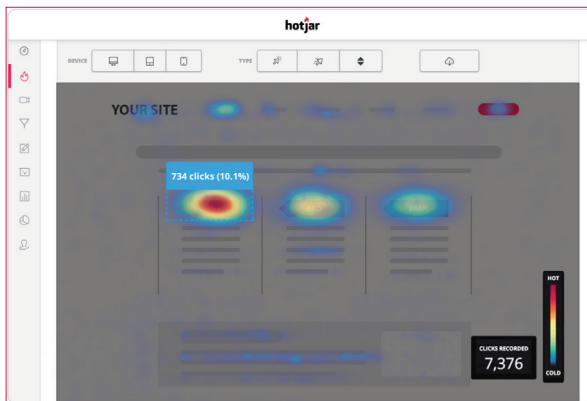 hotjar
DEVICE
TYPE
YOUR SITE
734 clicks (10.1%)
HOT
COLD
CLICKS RECORDED
7,376